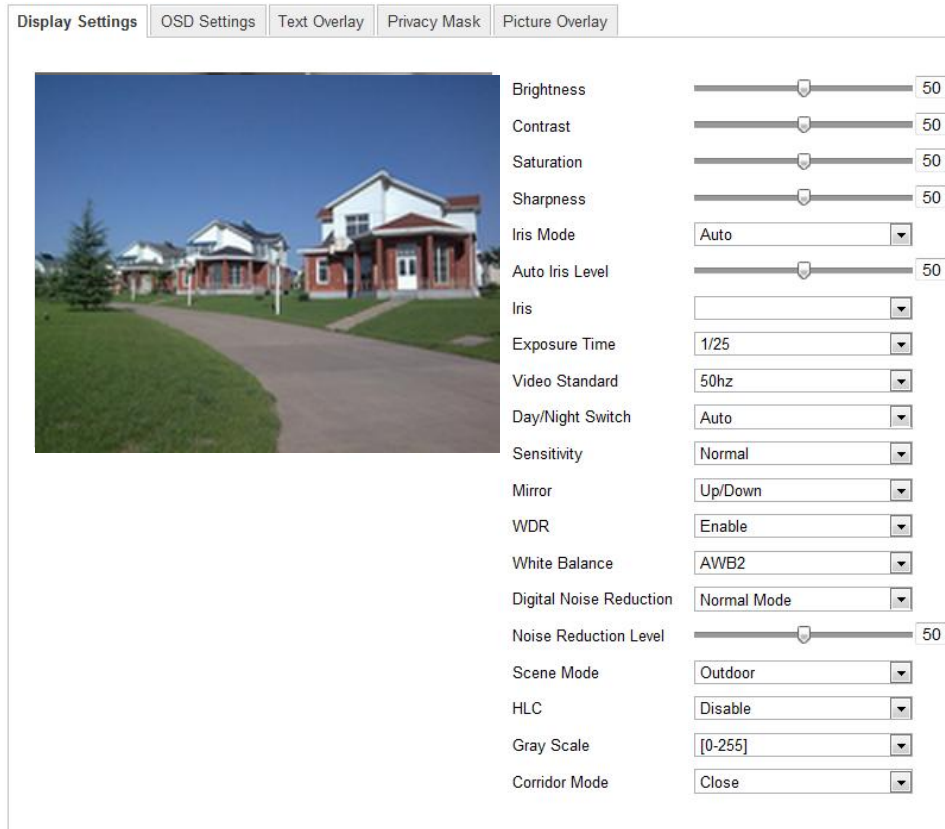 Display Settings OSD Settings Text Overlay Privacy Mask Picture Overlay
Brightness 50
Contrast 50
Saturation 50
Sharpness 50
Iris Mode Auto
Auto Iris Level 50
Iris
Exposure Time 1/25
Video Standard 50hz
Day/Night Switch Auto
Sensitivity Normal
Mirror Up/Down
WDR Enable
White Balance AWB2
Digital Noise Reduction Normal Mode
Noise Reduction Level 50
Scene Mode Outdoor
HLC Disable
Gray Scale [0-255]
Corridor Mode Close